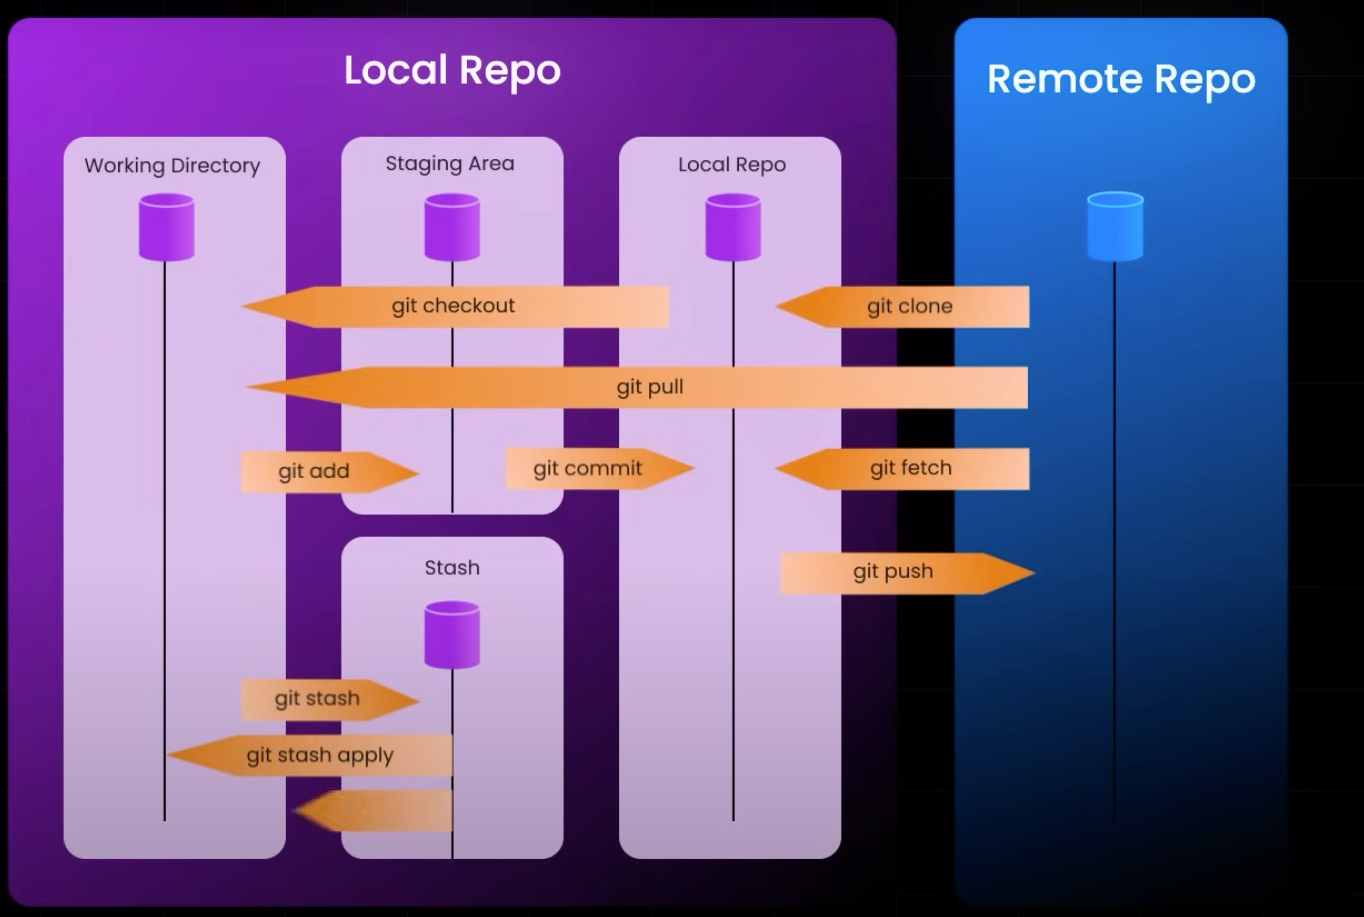 Local Repo
Remote Repo
Working Directory
Staging Area
Local Repo
git checkout
git clone
git pull
git add
git commit
git fetch
Stash
git push
git stash
git stash apply